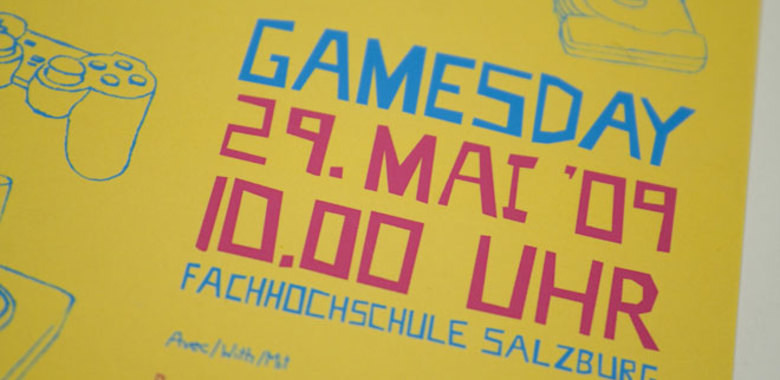 GAMESDAY
29. MAI '09
10.00 UHR
FACHHOCHSCHULE SALZBURG
Avec/With/Mit